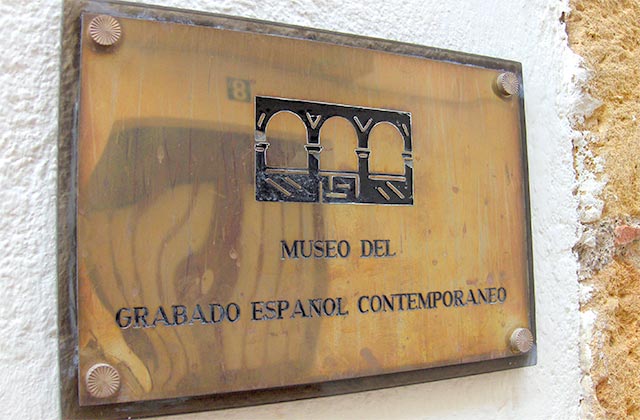 8
MUSEO DEL
GRABADO ESPAÑOL CONTEMPORANEO